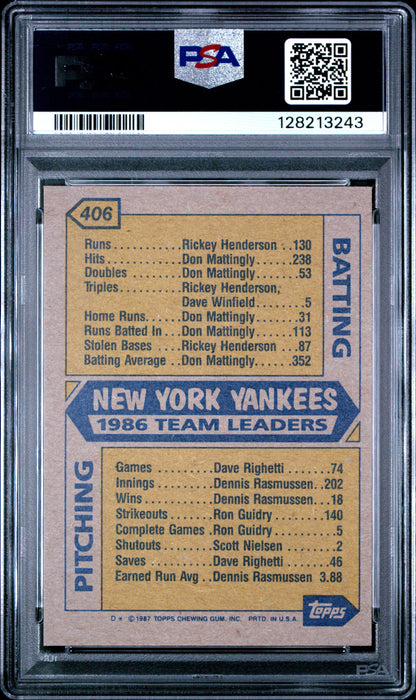 PSA
128213243
406
BATTING
Runs..........Rickey Henderson ..130
Hits............Don Mattingly......238
Doubles......Don Mattingly.......53
Triples........Rickey Henderson,
Dave Winfield.......5
Home Runs....Don Mattingly.......31
Runs Batted In...Don Mattingly......113
Stolen Bases ...Rickey Henderson ...87
Batting Average ..Don Mattingly.....352
NEW YORK YANKEES
1986 TEAM LEADERS
PITCHING
Games .........Dave Righetti ....74
Innings.........Dennis Rasmussen..202
Wins...........Dennis Rasmussen...18
Strikeouts.......Ron Guidry......140
Complete Games .Ron Guidry.......5
Shutouts........Scott Nielsen .....2
Saves..........Dave Righetti .....46
Earned Run Avg ..Dennis Rasmussen 3.88
D* ©1987 TOPPS CHEWING GUM, INC. PRTD. IN U.S.A.
topps
PSA